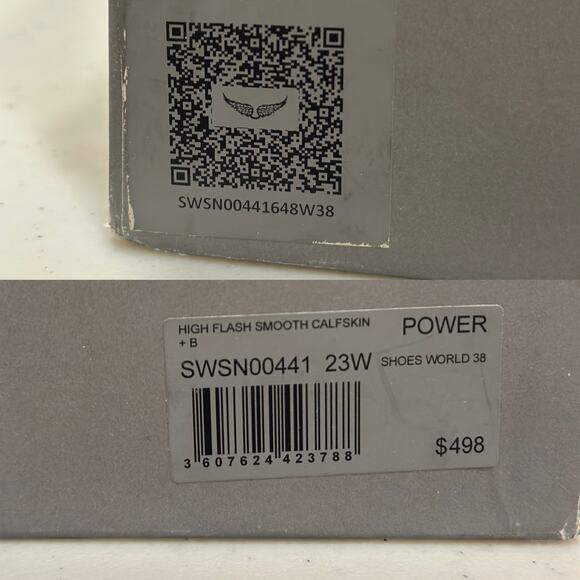 SWSN00441648W38
HIGH FLASH SMOOTH CALFSKIN
+ B
POWER
SWSN00441 23W SHOES WORLD 38
3 607624 423788
$498